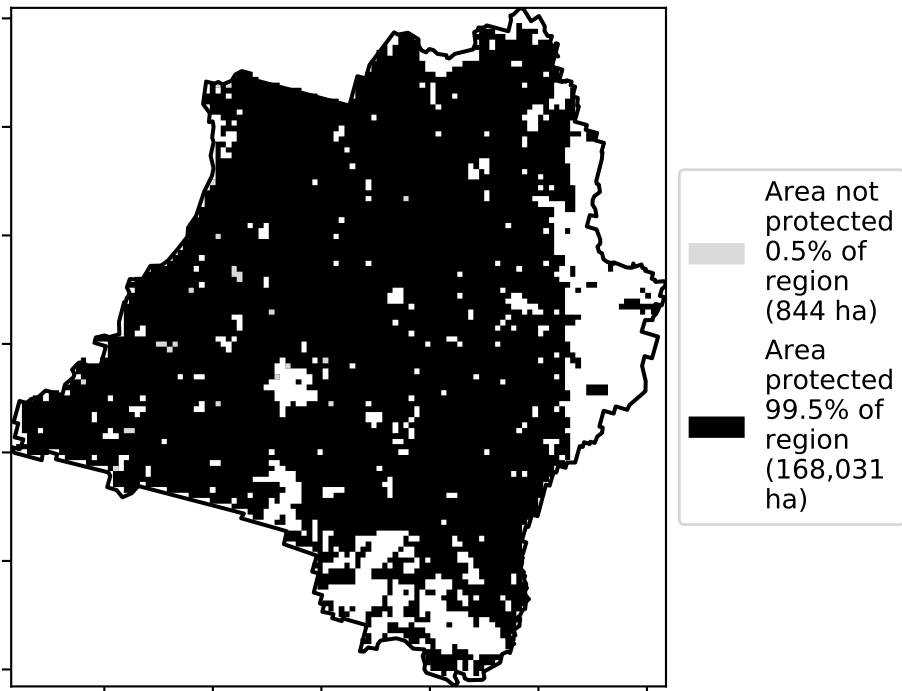 Area not
protected
0.5% of
region
(844 ha)
Area
protected
99.5% of
region
(168,031
ha)